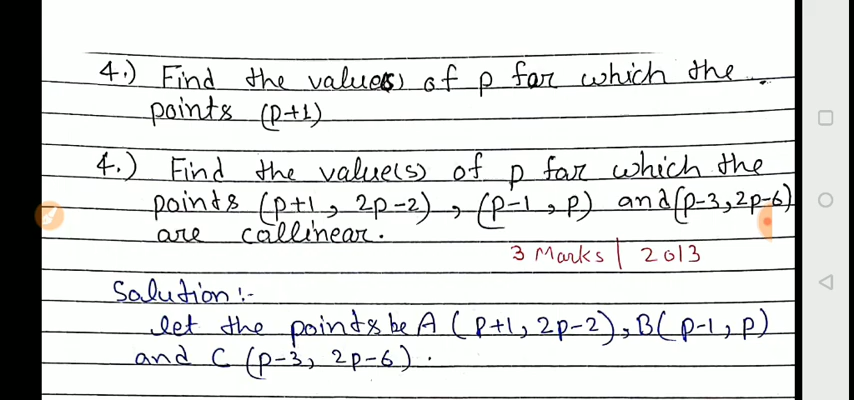 4.) Find the value(s) of p for which the
points (p+1)
4.) Find the value(s) of p for which the
points (p+1, 2p-2), (p-1, p) and (p-3, 2p-6)
are collinear.
3 Marks | 2013
Solution :-
let the points be A (p+1, 2p-2), B(p-1, p)
and C (p-3, 2p-6).